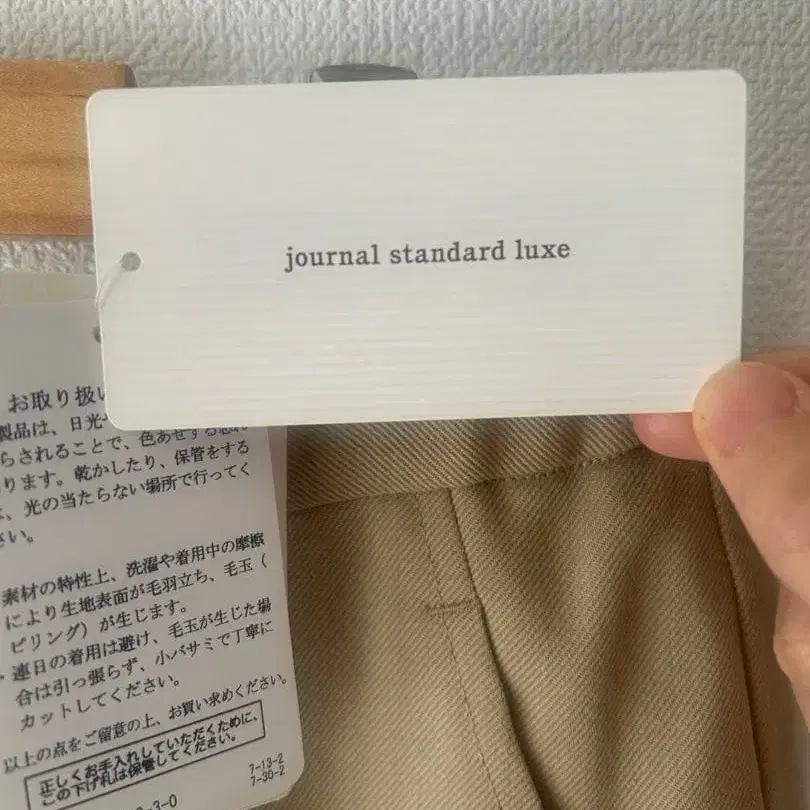 journal standard luxe
お取り扱い
製品は、日光
らされることで、色あせする恐れ
ります。乾かしたり、保管をする
、光の当たらない場所で行ってく
さい。
素材の特性上、洗濯や着用中の摩擦
により生地表面が毛羽立ち、毛玉（
ピリング）が生じます。
・連日の着用は避け、毛玉が生じた場
合は引っ張らず、小バサミで丁寧に
カットしてください。
以上の点をご留意の上、お買い求めください。
正しくお手入れしていただくために、
この下げ札は保管してください。
7-13-2
7-30-2
-3-0